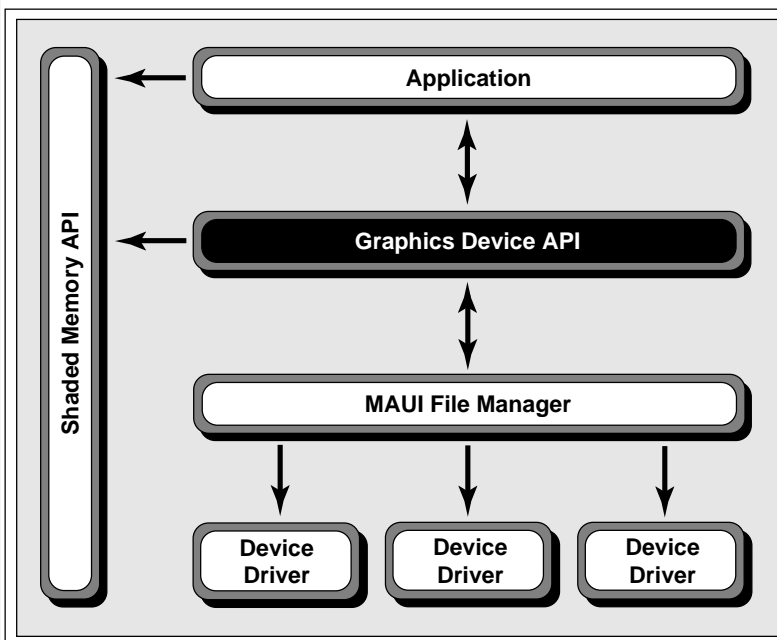 Shaded Memory API
Application
Graphics Device API
MAUI File Manager
Device
Driver
Device
Driver
Device
Driver